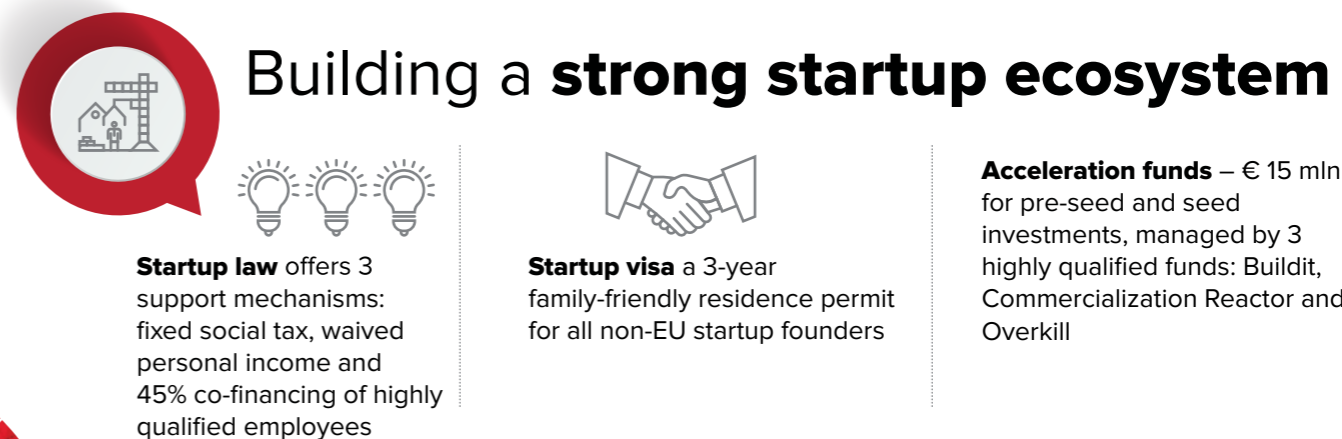 Building a strong startup ecosystem
Startup law offers 3
support mechanisms:
fixed social tax, waived
personal income and
45% co-financing of highly
qualified employees
Startup visa a 3-year
family-friendly residence permit
for all non-EU startup founders
Acceleration funds – € 15 mln
for pre-seed and seed
investments, managed by 3
highly qualified funds: Buildit,
Commercialization Reactor and
Overkill